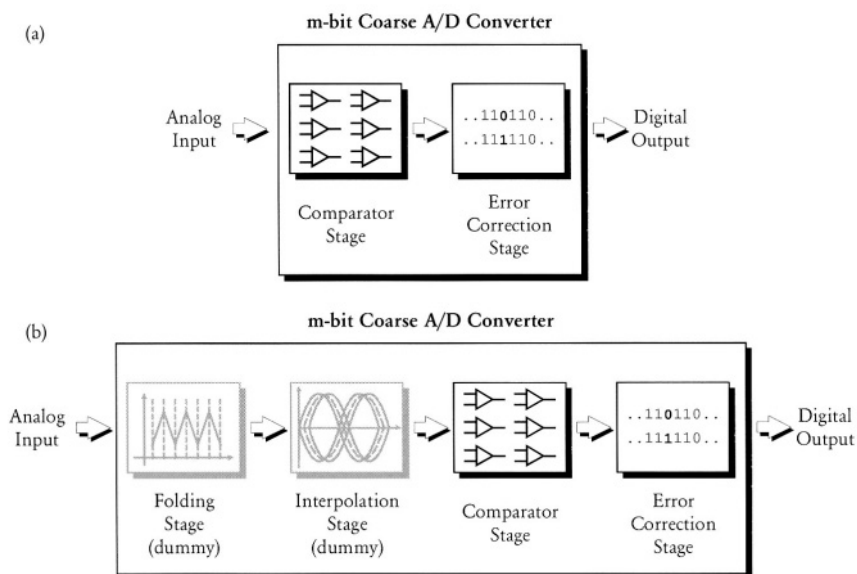 m-bit Coarse A/D Converter
(a)
Analog
Input
..110110..
..111110..
Digital
Output
Comparator
Stage
Error
Correction
Stage
m-bit Coarse A/D Converter
(b)
Analog
Input
..110110..
..111110..
Digital
Output
Folding
Stage
(dummy)
Interpolation
Stage
(dummy)
Comparator
Stage
Error
Correction
Stage